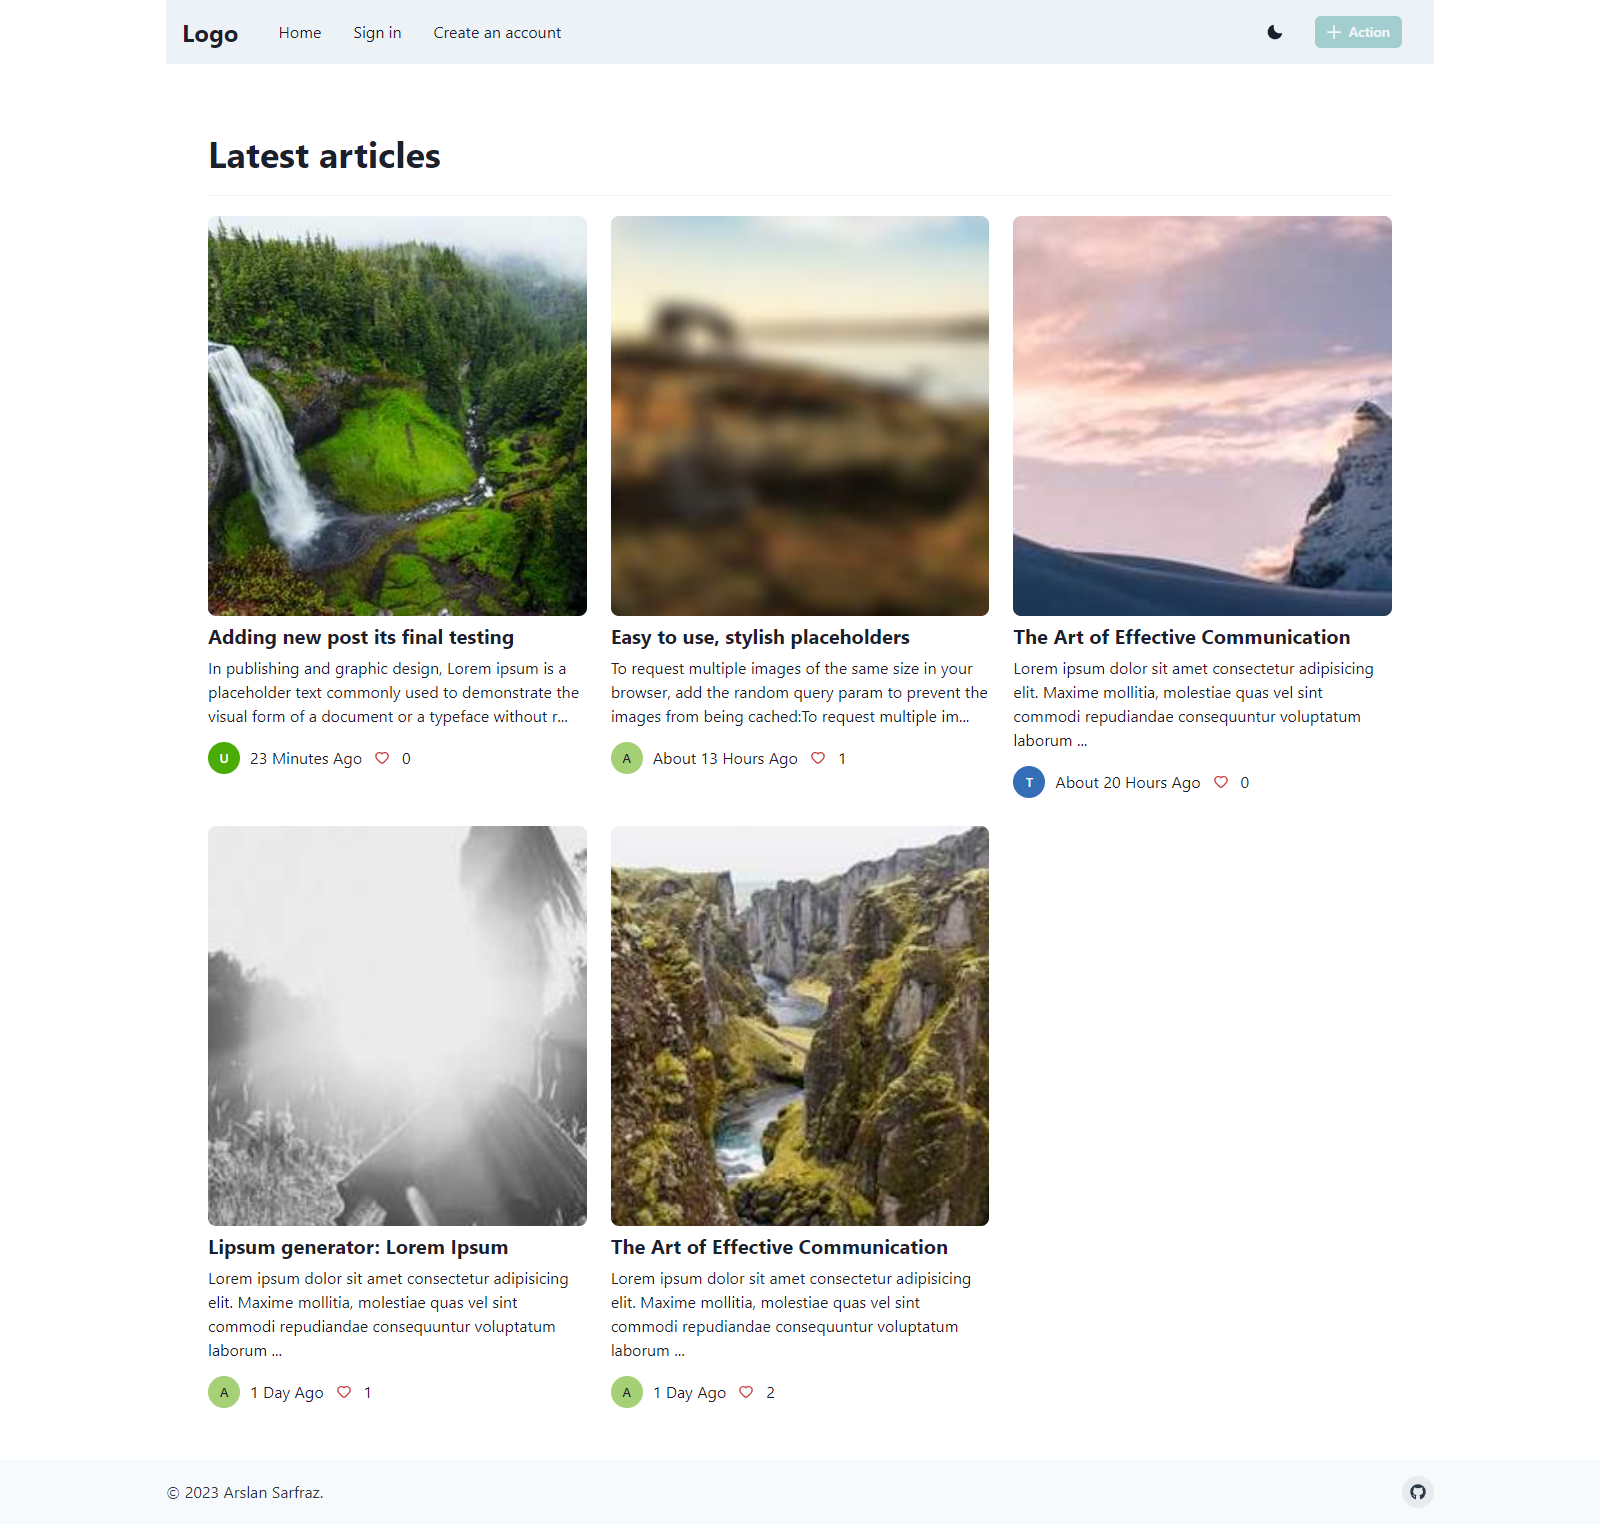 Logo
Home
Sign in
Create an account
Action
Latest articles
Adding new post its final testing
In publishing and graphic design, Lorem ipsum is a
placeholder text commonly used to demonstrate the
visual form of a document or a typeface without r...
U
23 Minutes Ago
0
Easy to use, stylish placeholders
To request multiple images of the same size in your
browser, add the random query param to prevent the
images from being cached:To request multiple im...
A
About 13 Hours Ago
1
The Art of Effective Communication
Lorem ipsum dolor sit amet consectetur adipisicing
elit. Maxime mollitia, molestiae quas vel sint
commodi repudiandae consequuntur voluptatum
laborum ...
T
About 20 Hours Ago
0
Lipsum generator: Lorem Ipsum
Lorem ipsum dolor sit amet consectetur adipisicing
elit. Maxime mollitia, molestiae quas vel sint
commodi repudiandae consequuntur voluptatum
laborum ...
A
1 Day Ago
1
The Art of Effective Communication
Lorem ipsum dolor sit amet consectetur adipisicing
elit. Maxime mollitia, molestiae quas vel sint
commodi repudiandae consequuntur voluptatum
laborum ...
A
1 Day Ago
2
© 2023 Arslan Sarfraz.